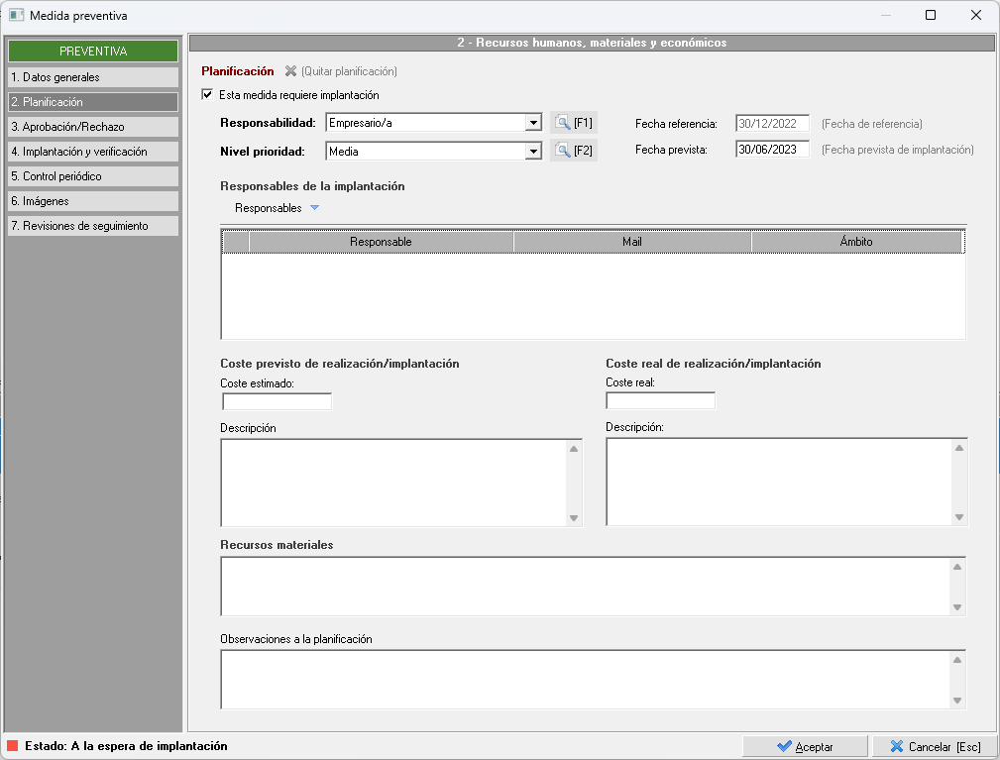 Medida preventiva
PREVENTIVA
1. Datos generales
2. Planificación
3. Aprobación/Rechazo
4. Implantación y verificación
5. Control periódico
6. Imágenes
7. Revisiones de seguimiento
2 - Recursos humanos, materiales y económicos
Planificación (Quitar planificación)
Esta medida requiere implantación
Responsabilidad: Empresario/a [F1] Fecha referencia: 30/12/2022 (Fecha de referencia)
Nivel prioridad: Media [F2] Fecha prevista: 30/06/2023 (Fecha prevista de implantación)
Responsables de la implantación
Responsables
Responsable Mail Ámbito
Coste previsto de realización/implantación Coste real de realización/implantación
Coste estimado: Coste real:
Descripción Descripción:
Recursos materiales
Observaciones a la planificación
Estado: A la espera de implantación Aceptar Cancelar [Esc]